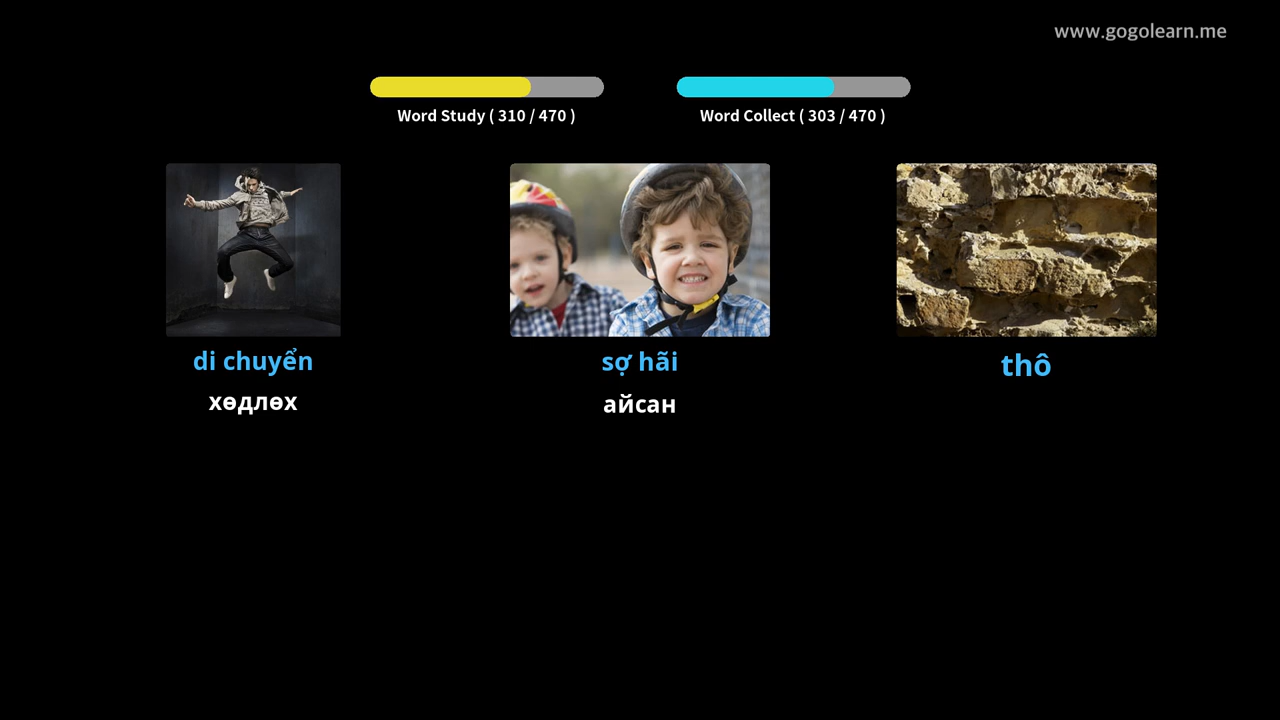 www.gogolearn.me
Word Study ( 310 / 470 )
Word Collect ( 303 / 470 )
di chuyển
хөдлөх
sợ hãi
айсан
thô